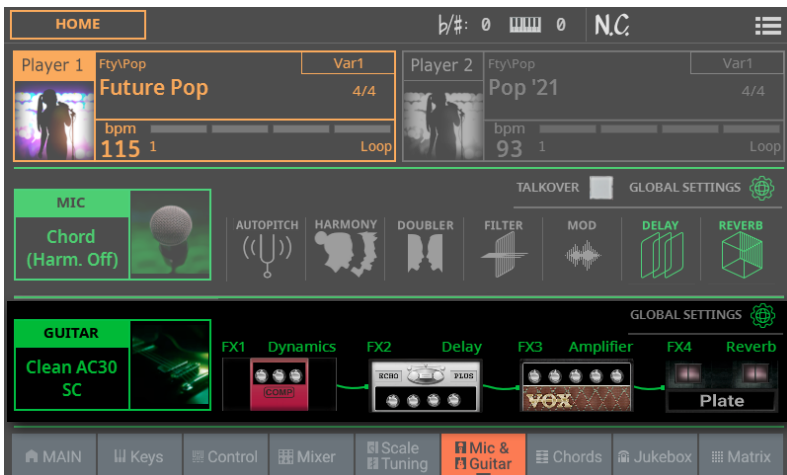 HOME
♭/#: 0 0 N.C.
Player 1 Fty\Pop Var1
Future Pop 4/4
bpm
115 1 Loop
Player 2 Fty\Pop Var1
Pop '21 4/4
bpm
93 1 Loop
TALKOVER GLOBAL SETTINGS
MIC
Chord
(Harm. Off)
AUTOPITCH HARMONY DOUBLER FILTER MOD DELAY REVERB
GLOBAL SETTINGS
GUITAR
Clean AC30
SC
FX1 Dynamics FX2 Delay FX3 Amplifier FX4 Reverb
COMP
ECHO PLUS
VOX
Plate
MAIN Keys Control Mixer Scale Tuning Mic & Guitar Chords Jukebox Matrix